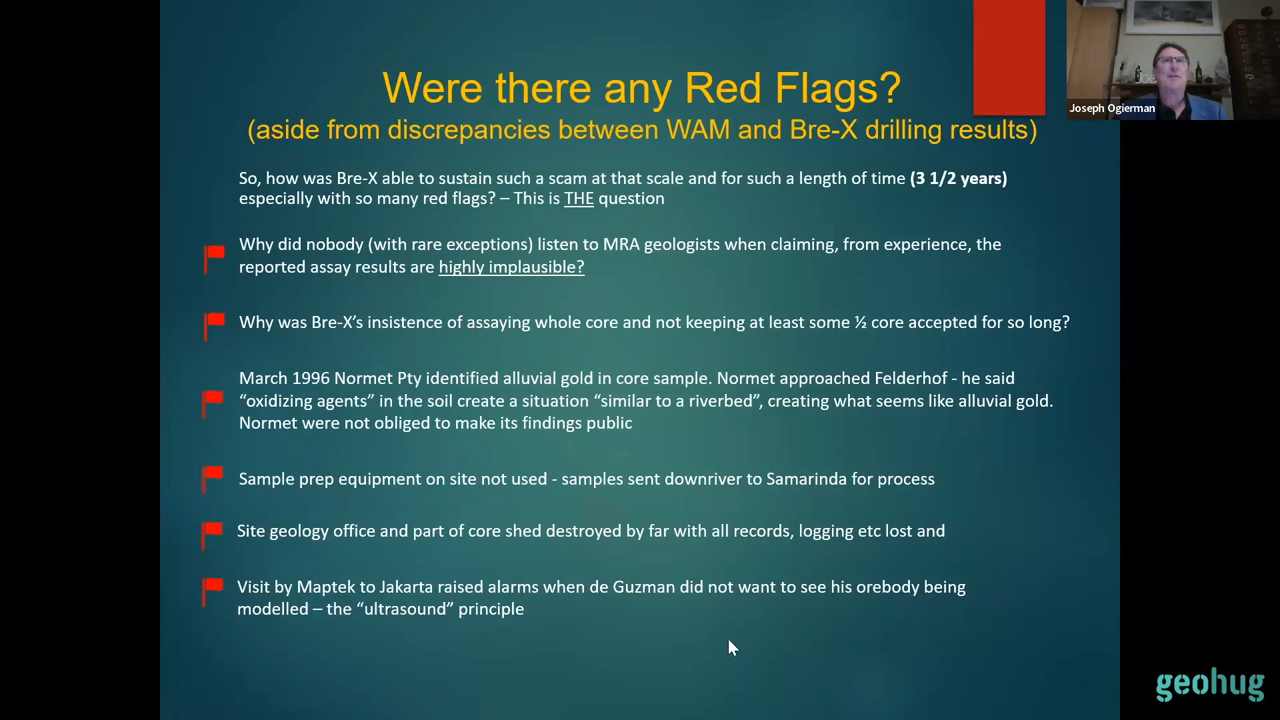 Were there any Red Flags?
(aside from discrepancies between WAM and Bre-X drilling results)
So, how was Bre-X able to sustain such a scam at that scale and for such a length of time (3 1/2 years)
especially with so many red flags? – This is THE question
Why did nobody (with rare exceptions) listen to MRA geologists when claiming, from experience, the
reported assay results are highly implausible?
Why was Bre-X’s insistence of assaying whole core and not keeping at least some ½ core accepted for so long?
March 1996 Normet Pty identified alluvial gold in core sample. Normet approached Felderhof - he said
“oxidizing agents” in the soil create a situation “similar to a riverbed”, creating what seems like alluvial gold.
Normet were not obliged to make its findings public
Sample prep equipment on site not used - samples sent downriver to Samarinda for process
Site geology office and part of core shed destroyed by far with all records, logging etc lost and
Visit by Maptek to Jakarta raised alarms when de Guzman did not want to see his orebody being
modelled – the “ultrasound” principle
Joseph Ogierman
geohug